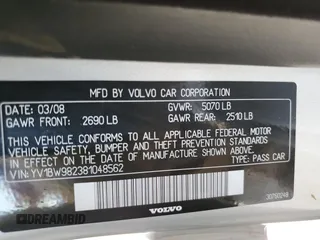 MFD BY VOLVO CAR CORPORATION
DATE: 03/08 GVWR: 5070 LB
GAWR FRONT: 2690 LB GAWR REAR: 2510 LB
THIS VEHICLE CONFORMS TO ALL APPLICABLE FEDERAL MOTOR
VEHICLE SAFETY, BUMPER, AND THEFT PREVENTION STANDARDS
IN EFFECT ON THE DATE OF MANUFACTURE SHOWN ABOVE.
VIN: YV1BW982381048562 TYPE: PASS CAR
VOLVO
DREAMBID